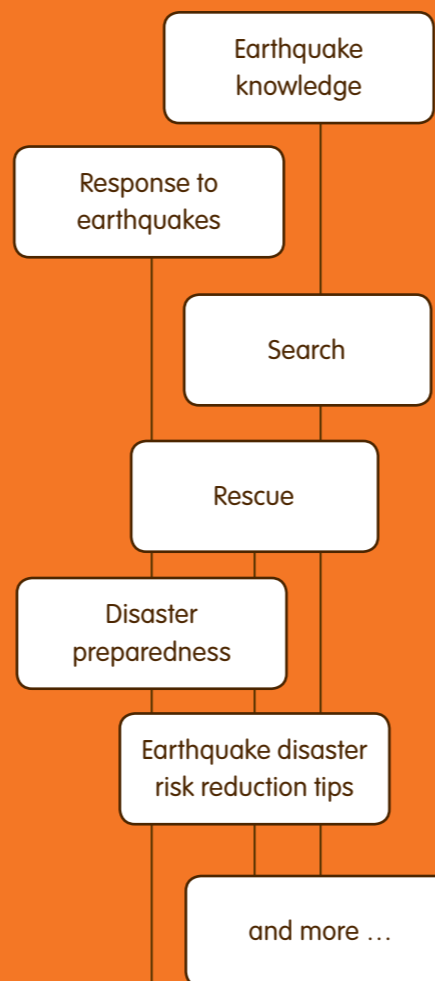 Earthquake
knowledge
Response to
earthquakes
Search
Rescue
Disaster
preparedness
Earthquake disaster
risk reduction tips
and more …